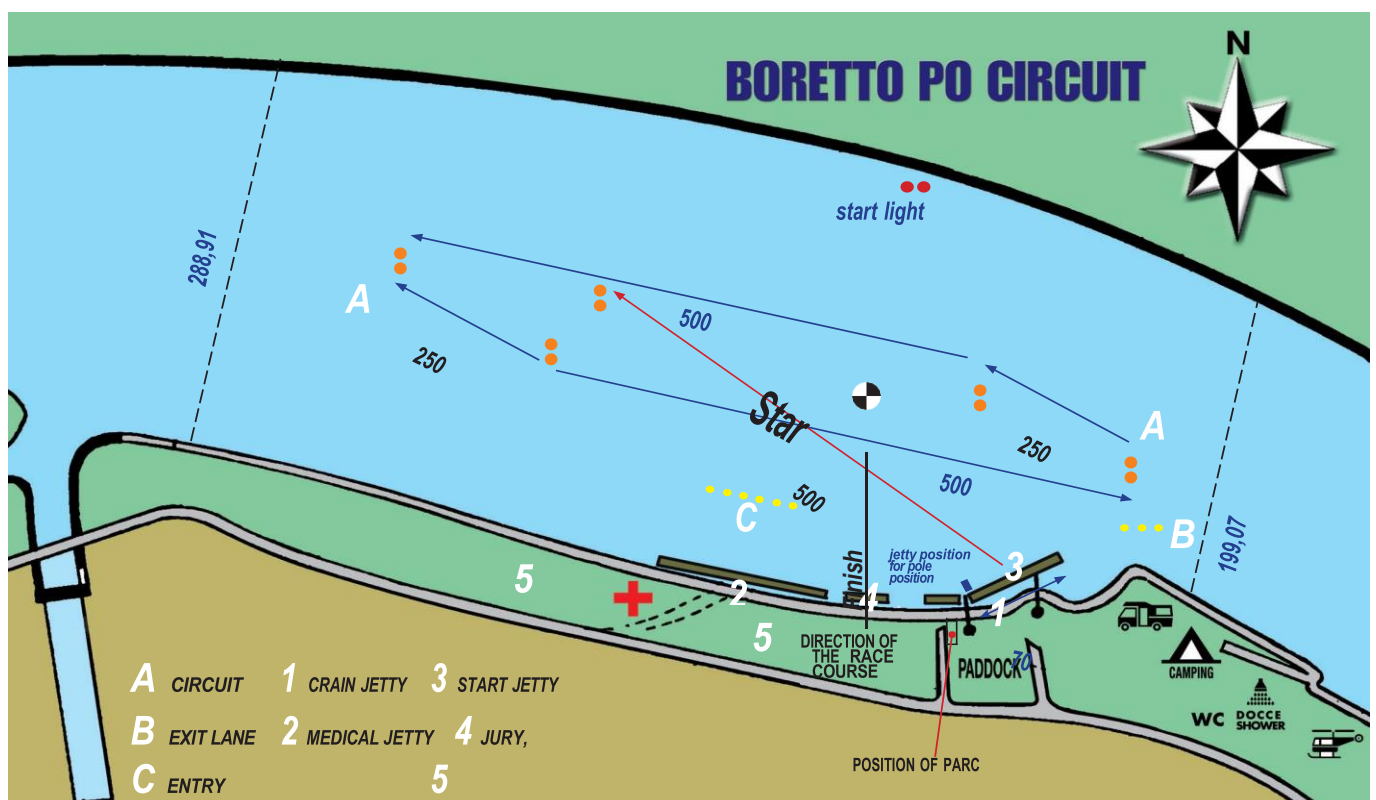 N
BORETTO PO CIRCUIT
start light
288,91
A
500
250
Star
A
250
500
500
C
B
199,07
jetty position
for pole
position
3
5
2
4
inish
1
5
DIRECTION OF
THE RACE
COURSE
PADDOCK
70
CAMPING
WC
DOCCE
SHOWER
A CIRCUIT 1 CRAIN JETTY 3 START JETTY
B EXIT LANE 2 MEDICAL JETTY 4 JURY,
C ENTRY 5
POSITION OF PARC